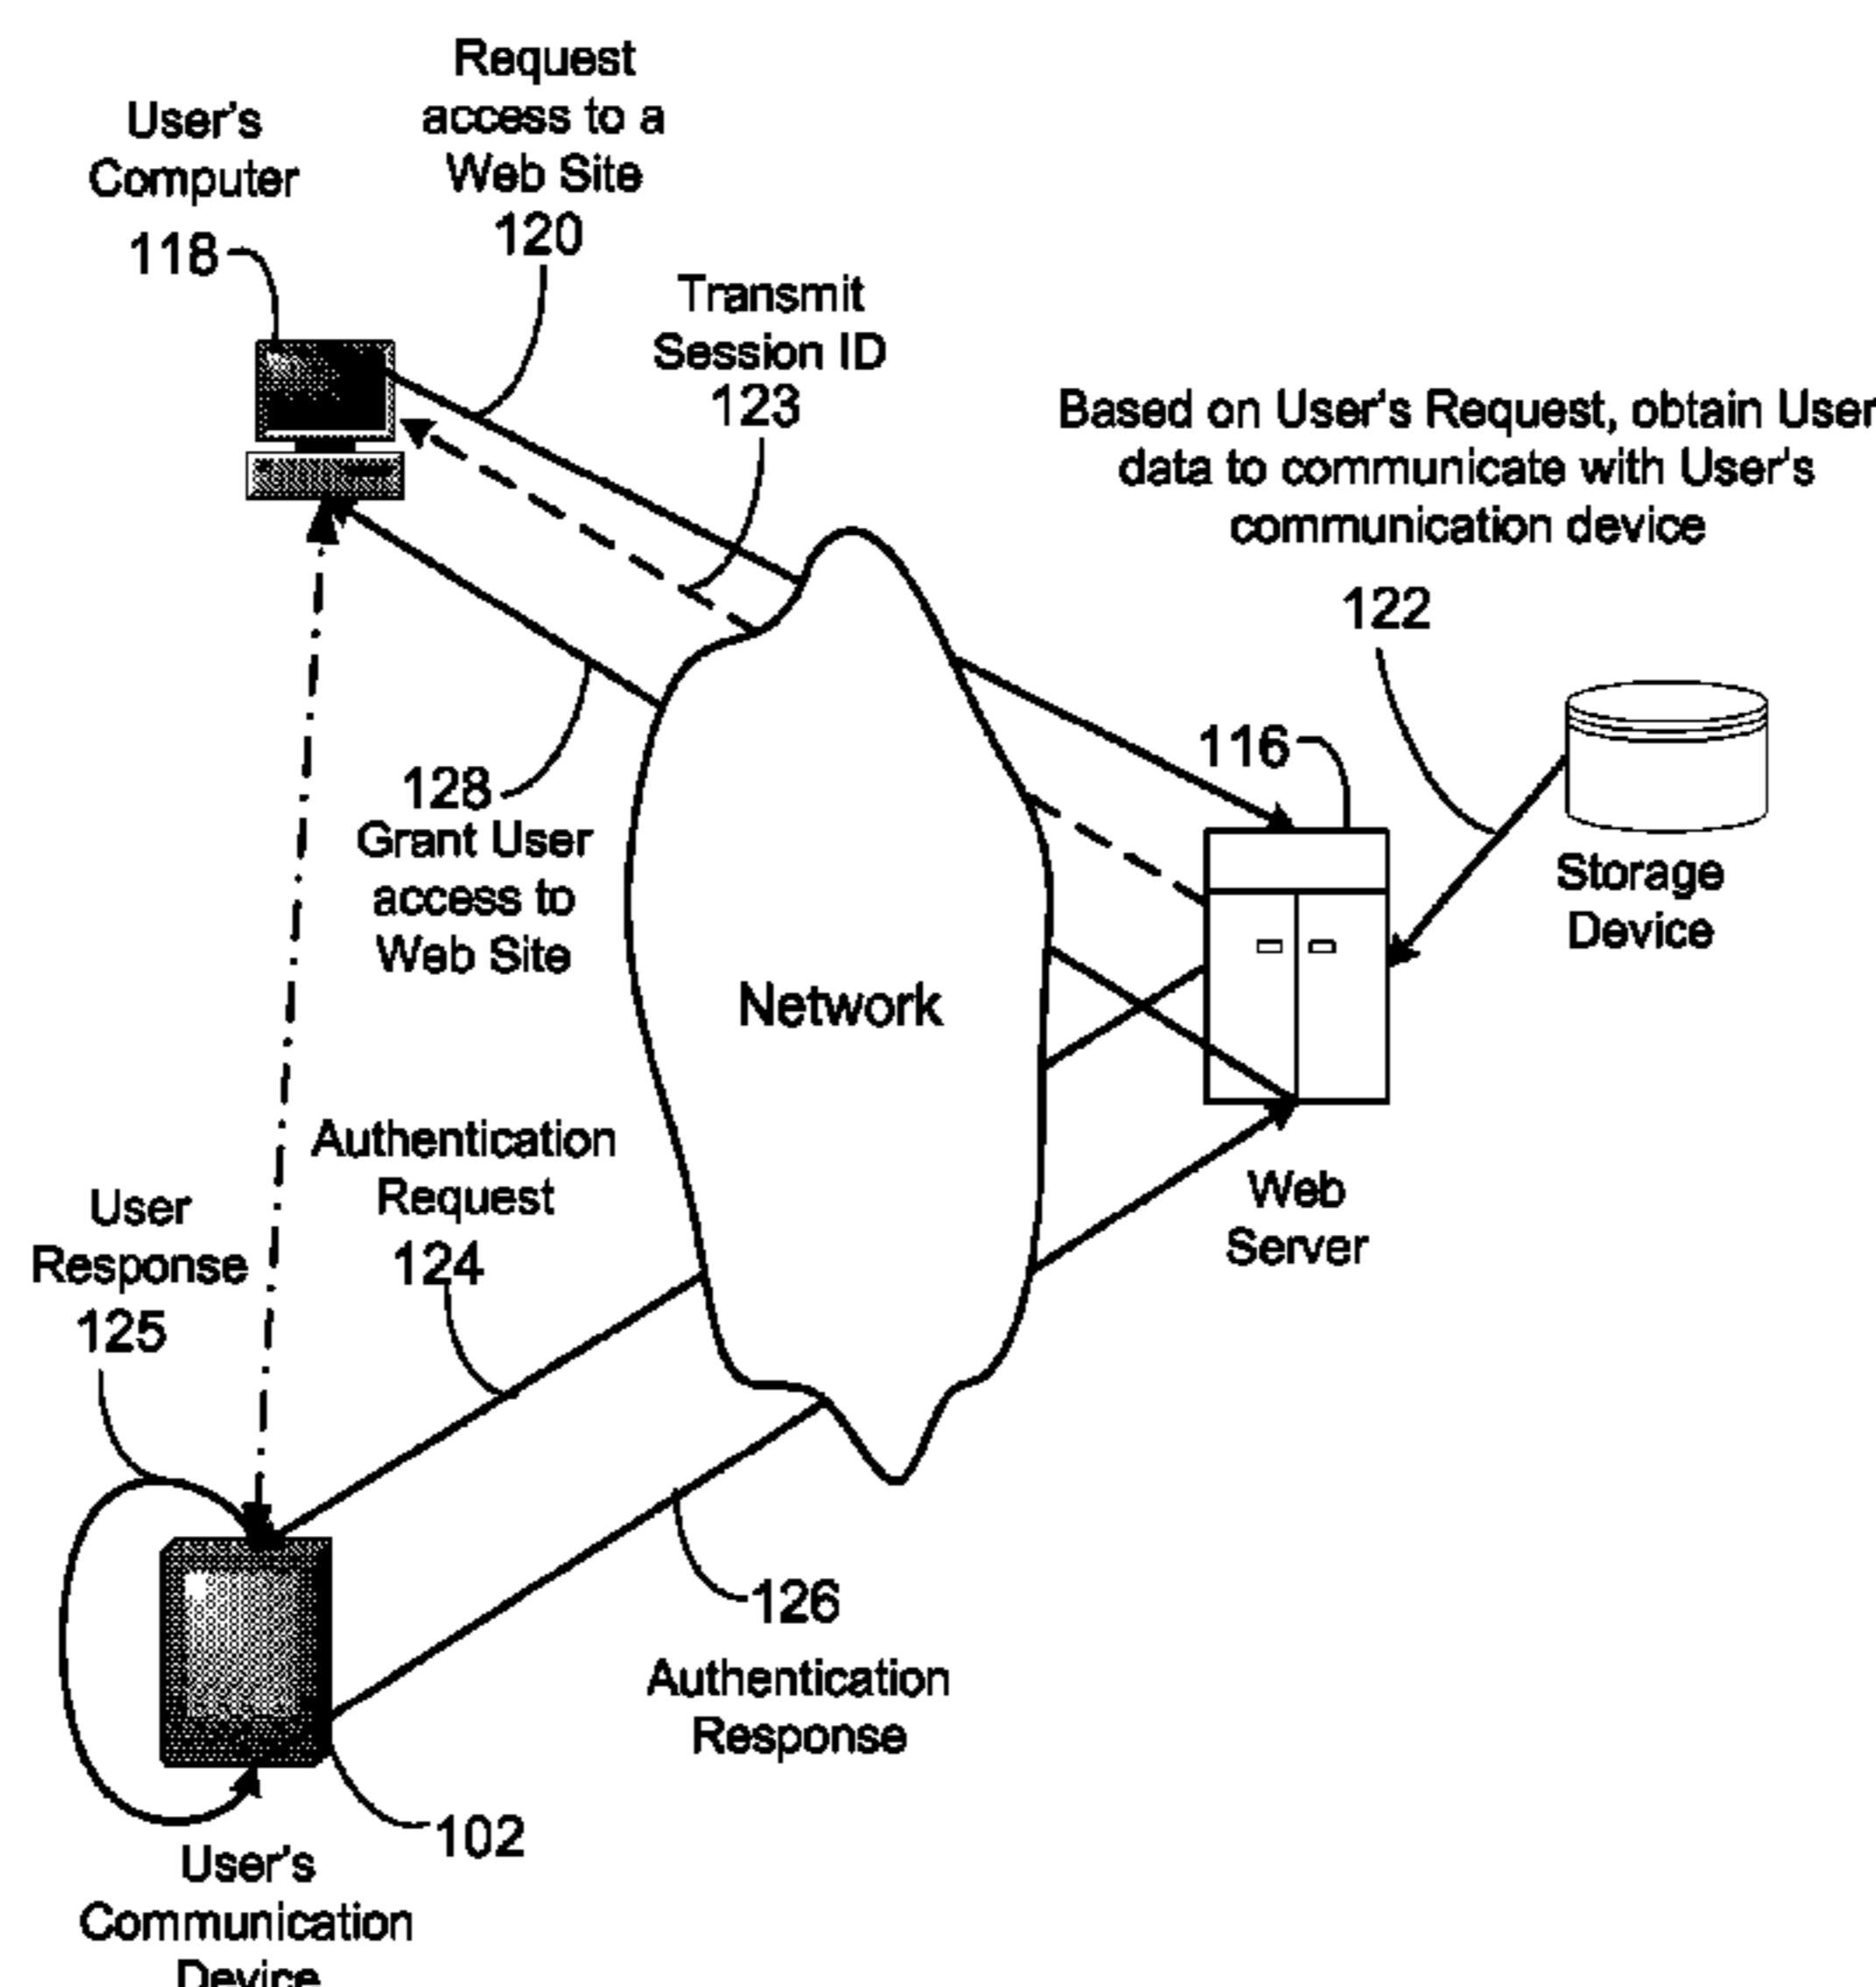 Request
access to a
Web Site
120
User's
Computer
118
Transmit
Session ID
123
Based on User's Request, obtain User
data to communicate with User's
communication device
122
116
Storage
Device
128
Grant User
access to
Web Site
Network
Authentication
Request
124
Web
Server
User
Response
125
126
Authentication
Response
102
User's
Communication
Device